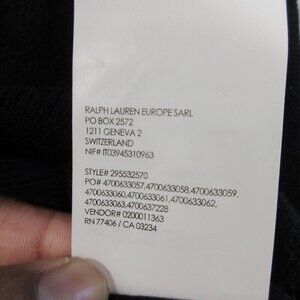 RALPH LAUREN EUROPE SARL
PO BOX 2572
1211 GENEVA 2
SWITZERLAND
NIF# IT03945310963
STYLE# 295532570
PO# 4700633057,4700633058,4700633059,
4700633060,4700633061,4700633062,
4700633063,4700637228
VENDOR# 0200011363
RN 77406 / CA 03234